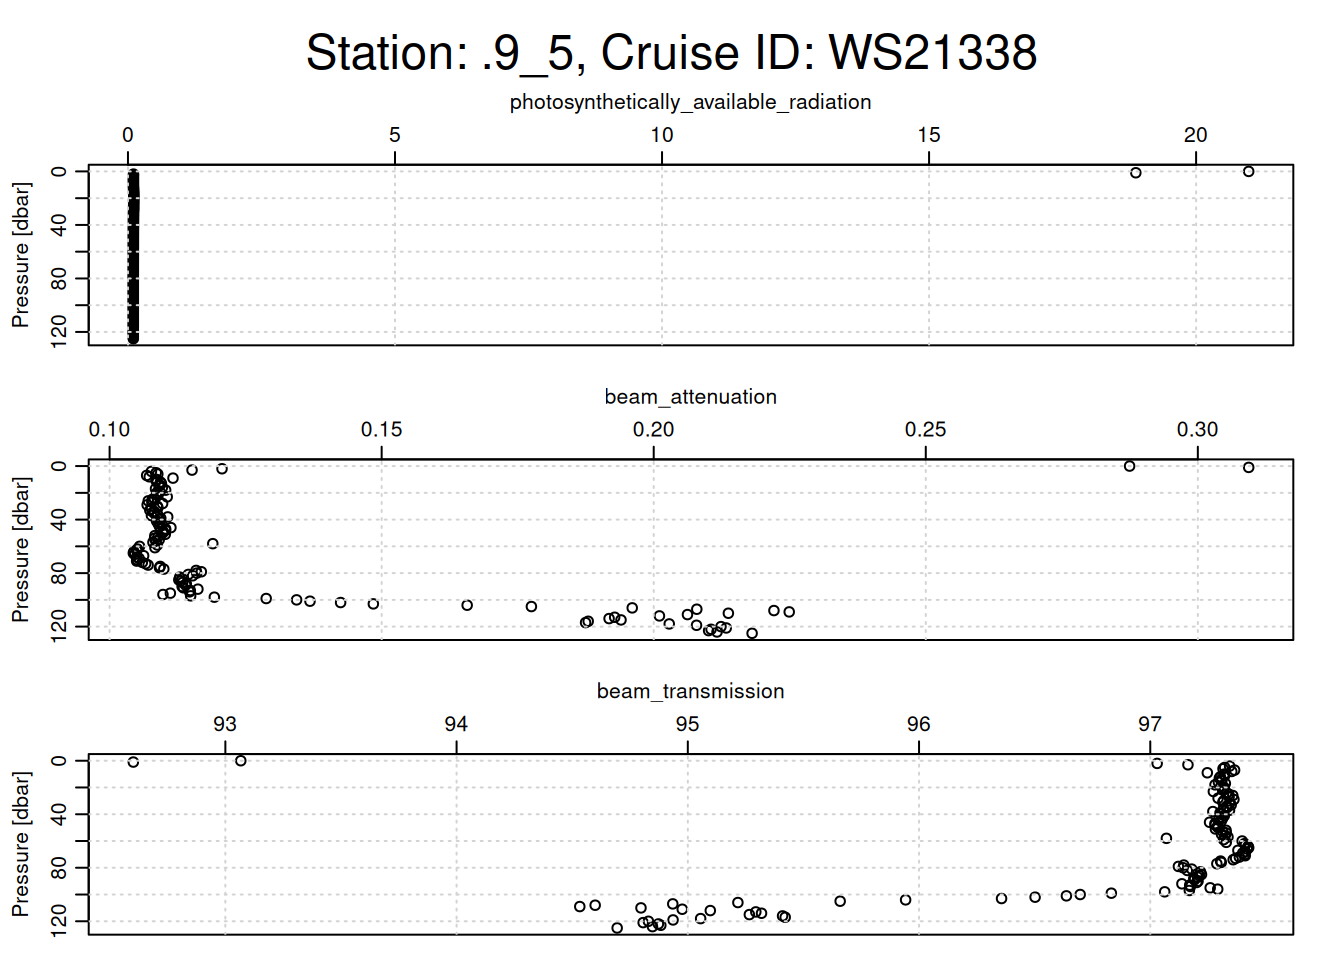 Station: .9_5, Cruise ID: WS21338
photosynthetically_available_radiation
0 5 10 15 20
Pressure [dbar]
0 40 80 120
beam_attenuation
0.10 0.15 0.20 0.25 0.30
Pressure [dbar]
0 40 80 120
beam_transmission
93 94 95 96 97
Pressure [dbar]
0 40 80 120